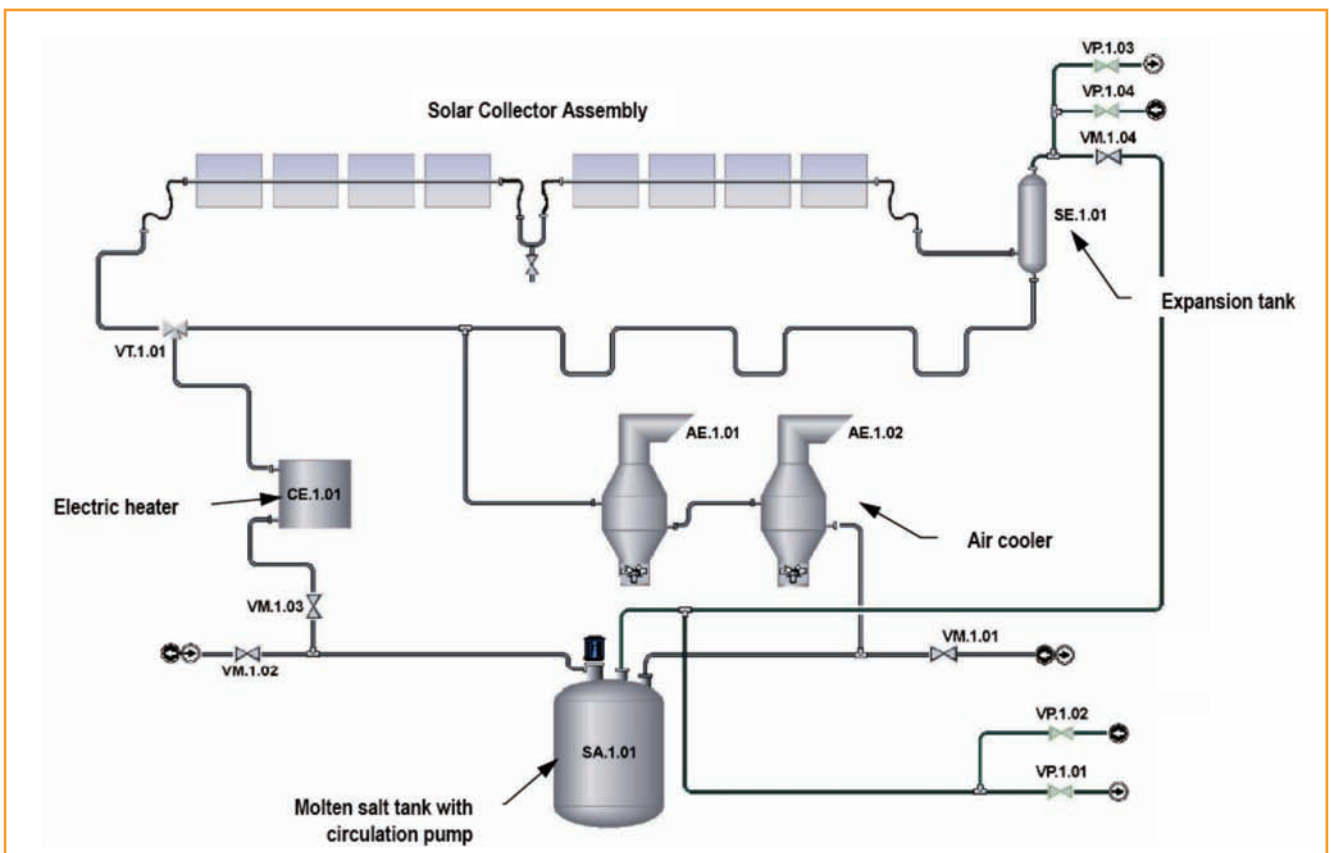 VP.1.03
VP.1.04
Solar Collector Assembly
VM.1.04
SE.1.01
Expansion tank
VT.1.01
AE.1.01
AE.1.02
CE.1.01
Electric heater
Air cooler
VM.1.03
VM.1.01
VM.1.02
VP.1.02
SA.1.01
VP.1.01
Molten salt tank with
circulation pump